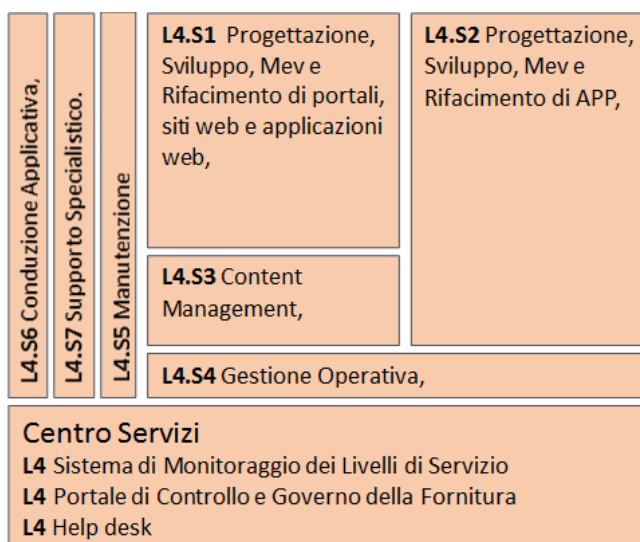 L4.S6 Conduzione Applicativa,
L4.S7 Supporto Specialistico.
L4.S5 Manutenzione
L4.S1 Progettazione,
Sviluppo, Mev e
Rifacimento di portali,
siti web e applicazioni
web,
L4.S2 Progettazione,
Sviluppo, Mev e
Rifacimento di APP,
L4.S3 Content
Management,
L4.S4 Gestione Operativa,
Centro Servizi
L4 Sistema di Monitoraggio dei Livelli di Servizio
L4 Portale di Controllo e Governo della Fornitura
L4 Help desk